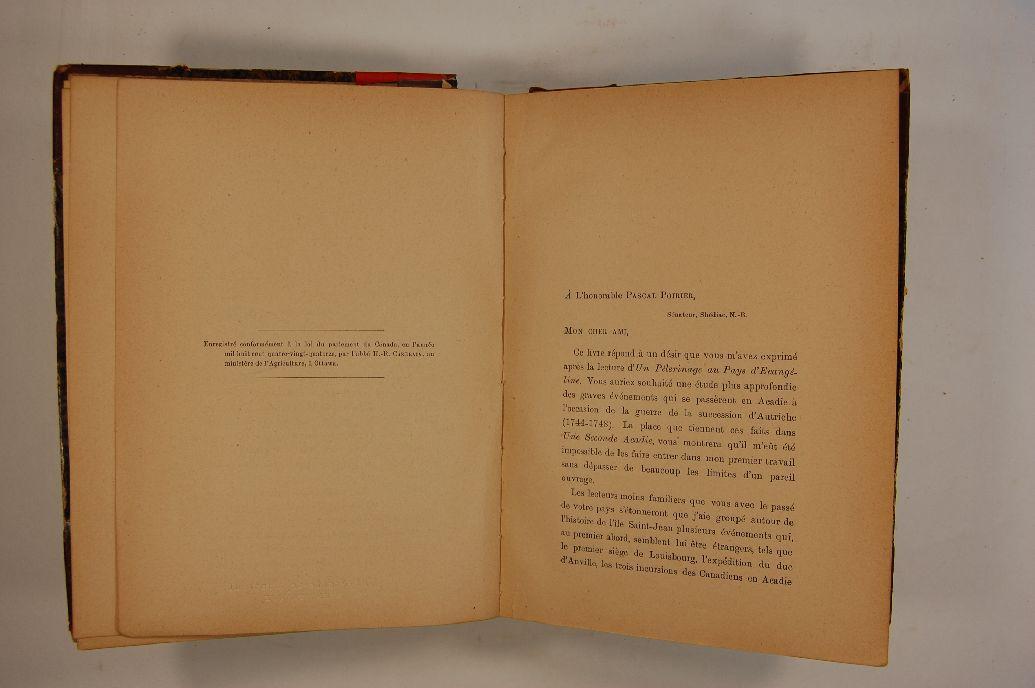 Enregistré conformément à la loi du parlement du Canada, en l'année
mil huit cent quatre-vingt-quatorze, par l'abbé H.-R. CASGRAIN, au
ministère de l'Agriculture, à Ottawa.
À L'honorable PASCAL POIRIER,
Sénateur, Shédiac, N.-B.
MON CHER AMI,
Ce livre répond à un désir que vous m'avez exprimé
après la lecture d'Un Pèlerinage au Pays d'Evangé-
line. Vous auriez souhaité une étude plus approfondie
des graves événements qui se passèrent en Acadie à
l'occasion de la guerre de la succession d'Autriche
(1744-1748). La place que tiennent ces faits dans
Une Seconde Acadie, vous montrera qu'il m'eût été
impossible de les faire entrer dans mon premier travail
sans dépasser de beaucoup les limites d'un pareil
ouvrage.
Les lecteurs moins familiers que vous avec le passé
de votre pays s'étonneront que j'aie groupé autour de
l'histoire de l'île Saint-Jean plusieurs événements qui,
au premier abord, semblent lui être étrangers, tels que
le premier siège de Louisbourg, l'expédition du duc
d'Anville, les trois incursions des Canadiens en Acadie